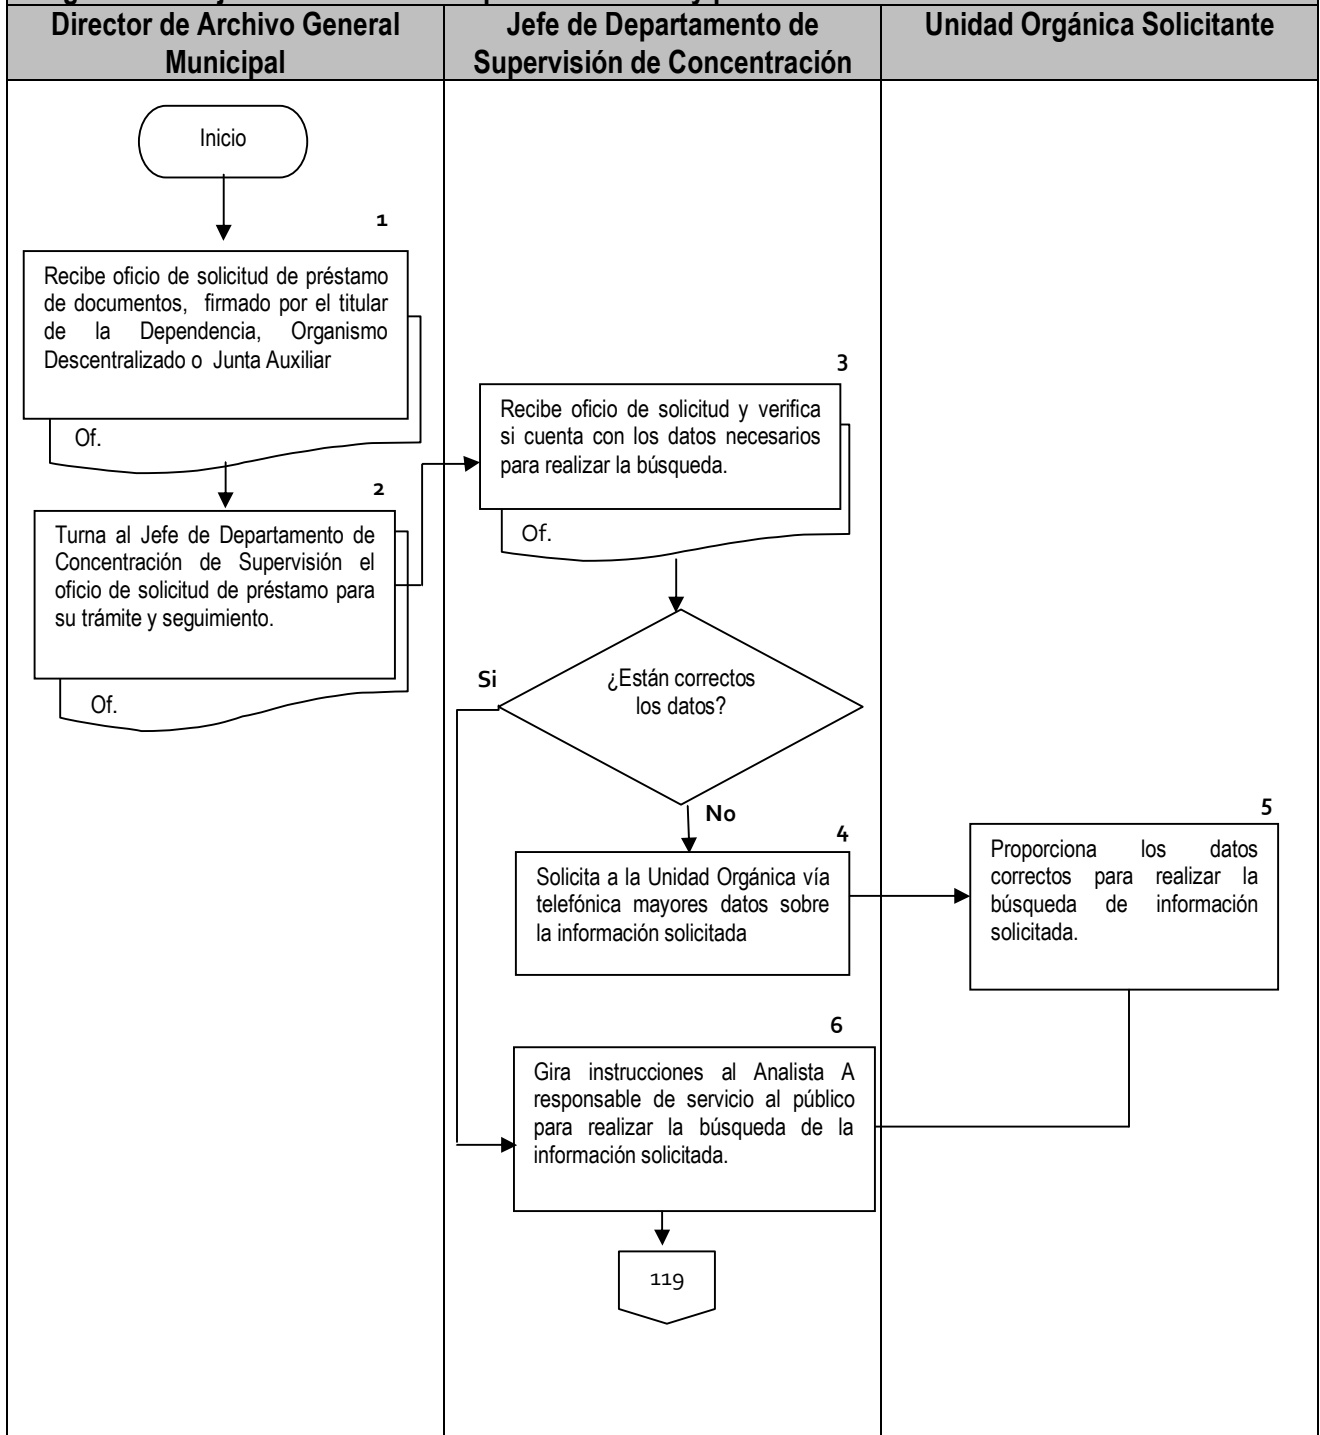 Director de Archivo General
Municipal
Jefe de Departamento de
Supervisión de Concentración
Unidad Orgánica Solicitante
Inicio
1
Recibe oficio de solicitud de préstamo
de documentos, firmado por el titular
de la Dependencia, Organismo
Descentralizado o Junta Auxiliar
Of.
2
Turna al Jefe de Departamento de
Concentración de Supervisión el
oficio de solicitud de préstamo para
su trámite y seguimiento.
Of.
3
Recibe oficio de solicitud y verifica
si cuenta con los datos necesarios
para realizar la búsqueda.
Of.
¿Están correctos
los datos?
Si
No
4
Solicita a la Unidad Orgánica vía
telefónica mayores datos sobre
la información solicitada
5
Proporciona los datos
correctos para realizar la
búsqueda de información
solicitada.
6
Gira instrucciones al Analista A
responsable de servicio al público
para realizar la búsqueda de la
información solicitada.
119